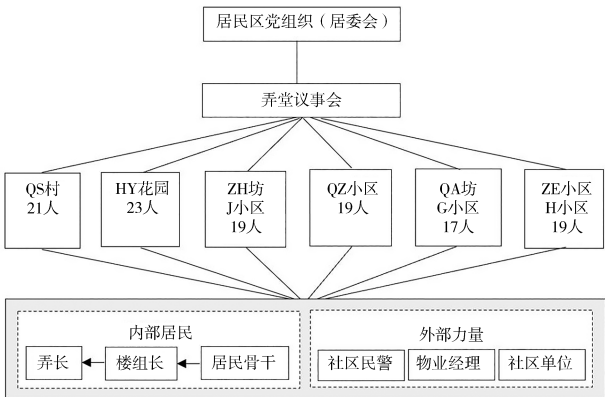 居民区党组织（居委会）
弄堂议事会
QS村
21人
HY花园
23人
ZH坊
J小区
19人
QZ小区
19人
QA坊
G小区
17人
ZE小区
H小区
19人
内部居民
弄长
楼组长
居民骨干
外部力量
社区民警
物业经理
社区单位